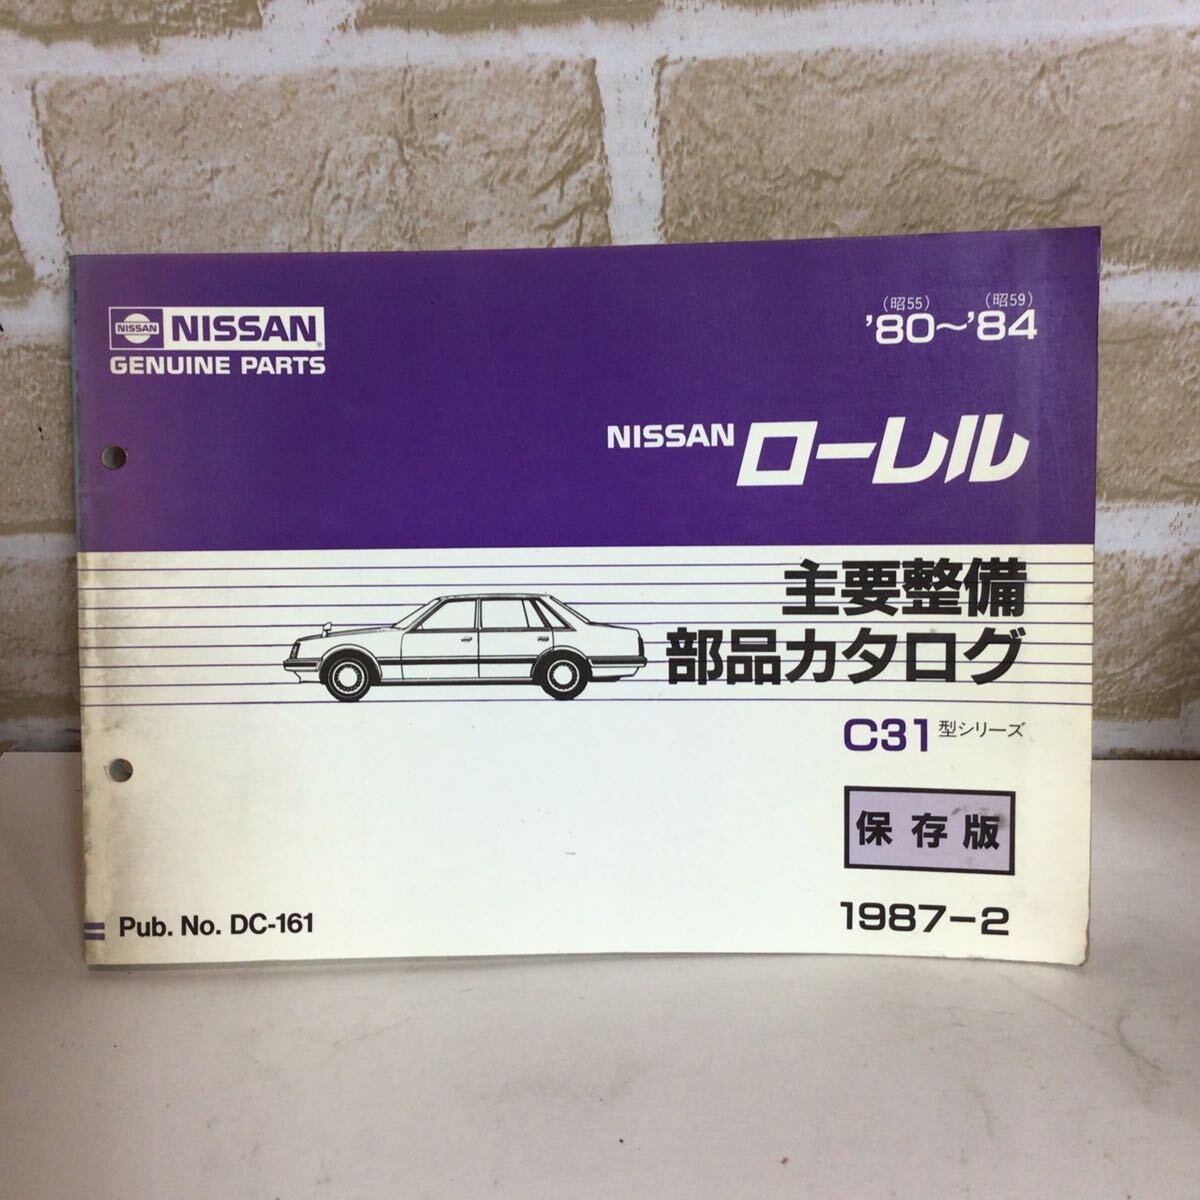 NISSAN NISSAN®
GENUINE PARTS
(昭55) (昭59)
'80～'84
NISSAN ローレル
主要整備
部品カタログ
C31 型シリーズ
保存版
Pub. No. DC-161
1987-2